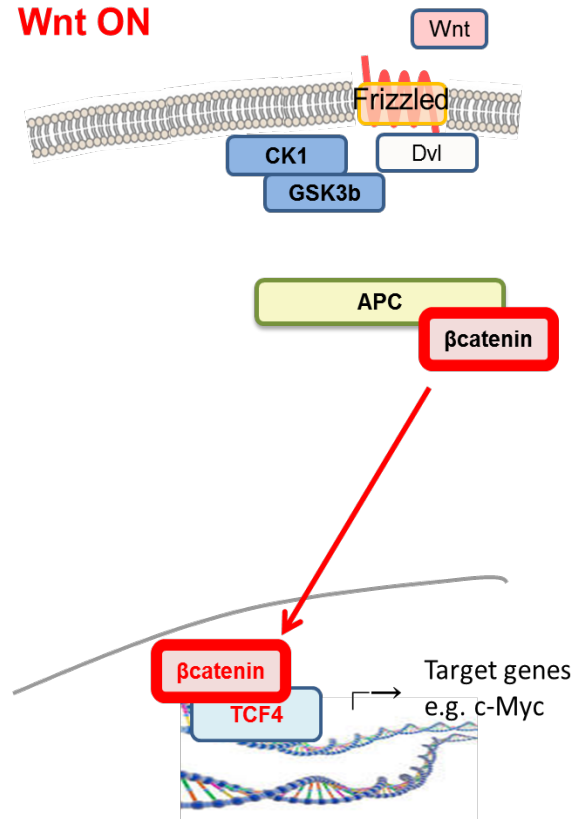 Wnt ON
Wnt
Frizzled
CK1
Dvl
GSK3b
APC
βcatenin
βcatenin
TCF4
Target genes
e.g. c-Myc